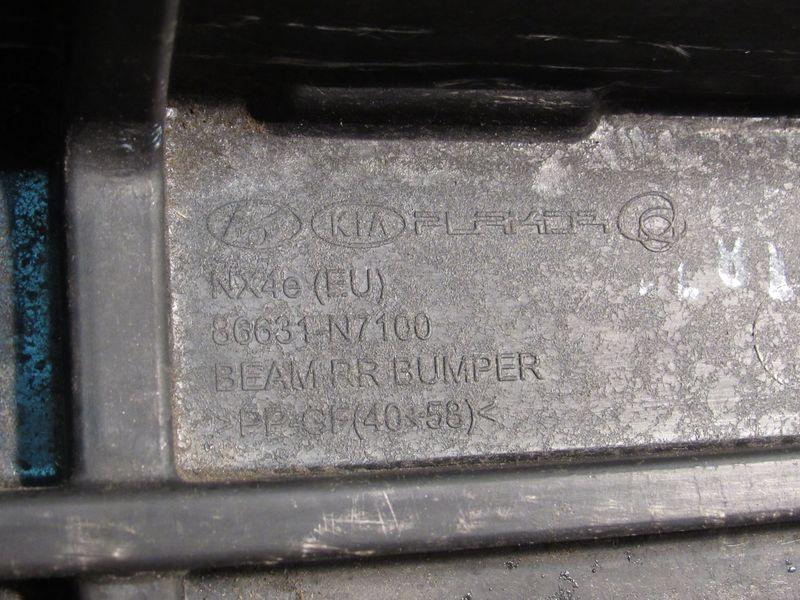 KIA PLAKOR
NX4e (EU)
86631-N7100
BEAM RR BUMPER
>PP-GF(40+58)<